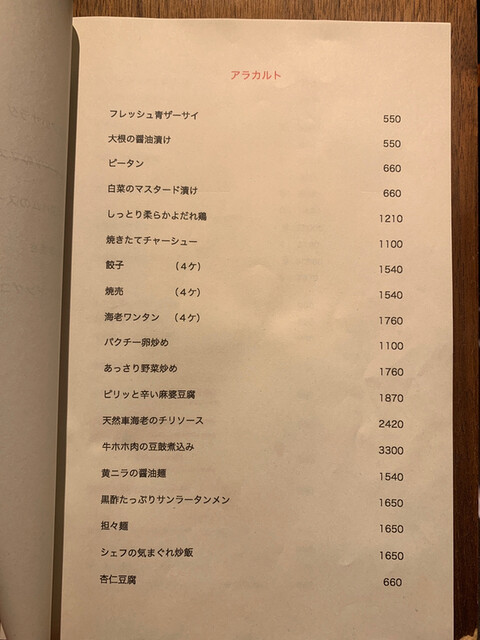 アラカルト
フレッシュ青ザーサイ 550
大根の醤油漬け 550
ピータン 660
白菜のマスタード漬け 660
しっとり柔らかよだれ鶏 1210
焼きたてチャーシュー 1100
餃子 (4ケ) 1540
焼売 (4ケ) 1540
海老ワンタン (4ケ) 1760
パクチー卵炒め 1100
あっさり野菜炒め 1760
ピリッと辛い麻婆豆腐 1870
天然車海老のチリソース 2420
牛ホホ肉の豆鼓煮込み 3300
黄ニラの醤油麺 1540
黒酢たっぷりサンラータンメン 1650
担々麺 1650
シェフの気まぐれ炒飯 1650
杏仁豆腐 660